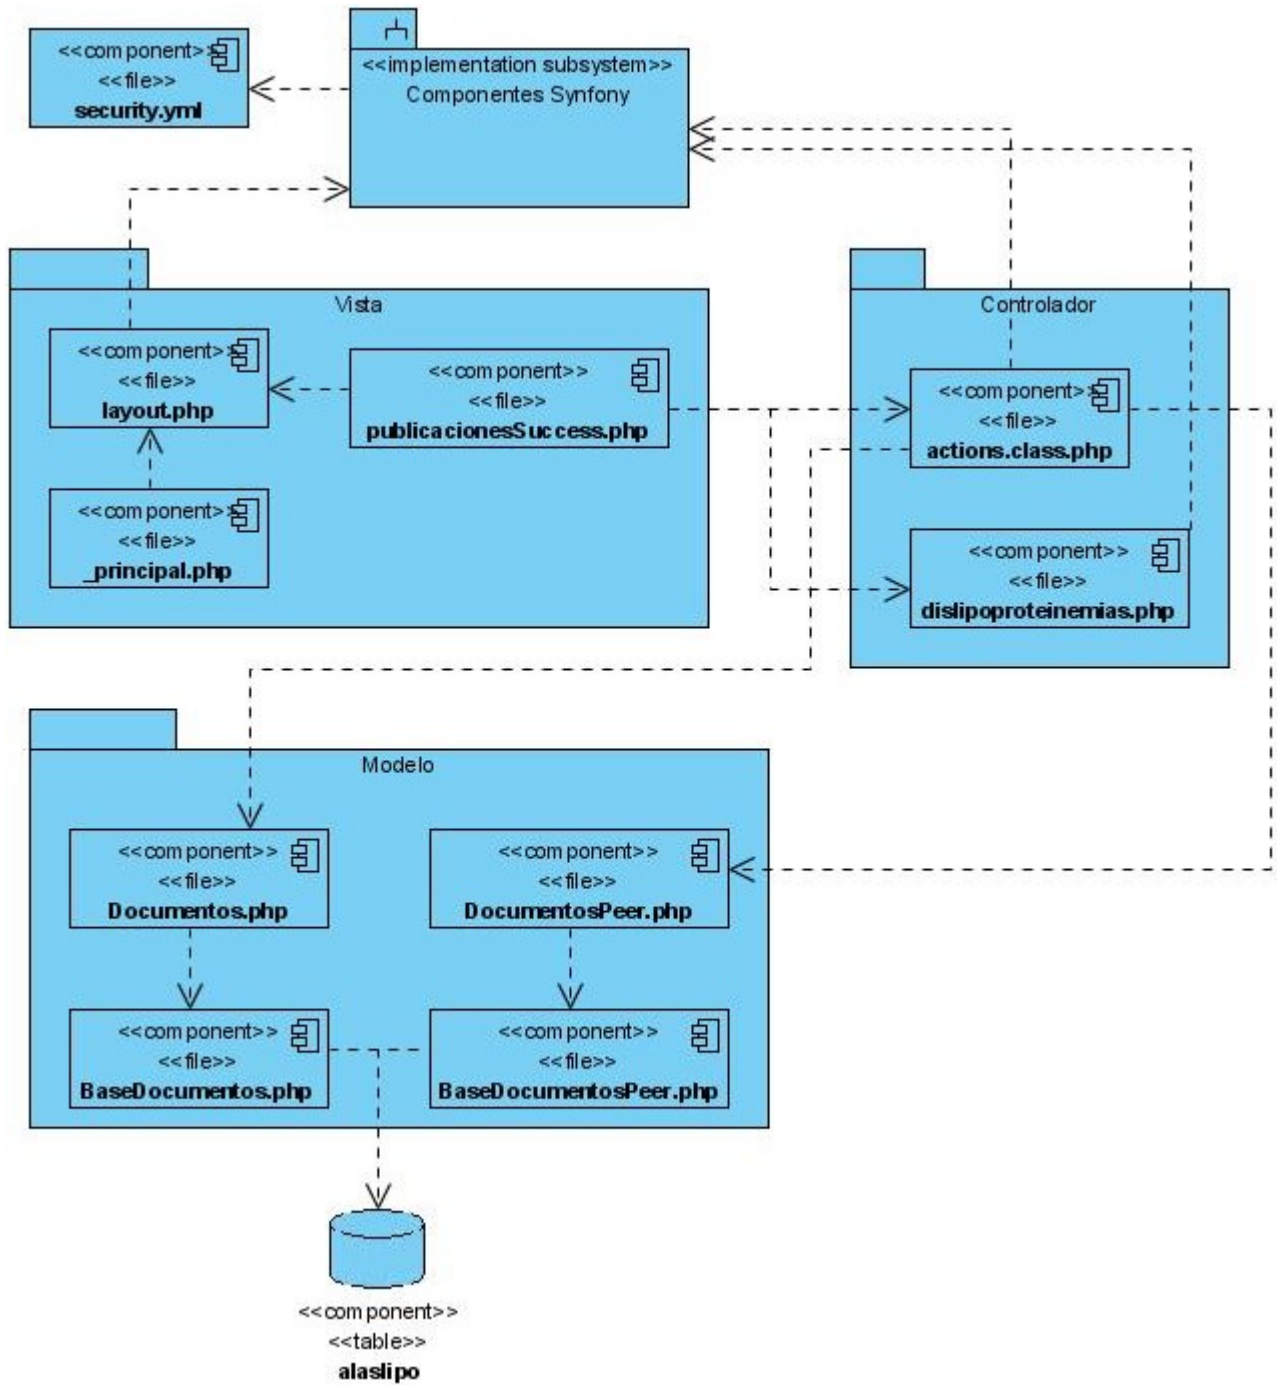 <<component>>
<<file>>
security.yml
<<implementation subsystem>>
Componentes Synfony
Vista
<<component>>
<<file>>
layout.php
<<component>>
<<file>>
publicacionesSuccess.php
<<component>>
<<file>>
_principal.php
Controlador
<<component>>
<<file>>
actions.class.php
<<component>>
<<file>>
dislipoproteinemias.php
Modelo
<<component>>
<<file>>
Documentos.php
<<component>>
<<file>>
DocumentosPeer.php
<<component>>
<<file>>
BaseDocumentos.php
<<component>>
<<file>>
BaseDocumentosPeer.php
<<component>>
<<table>>
alaslipo